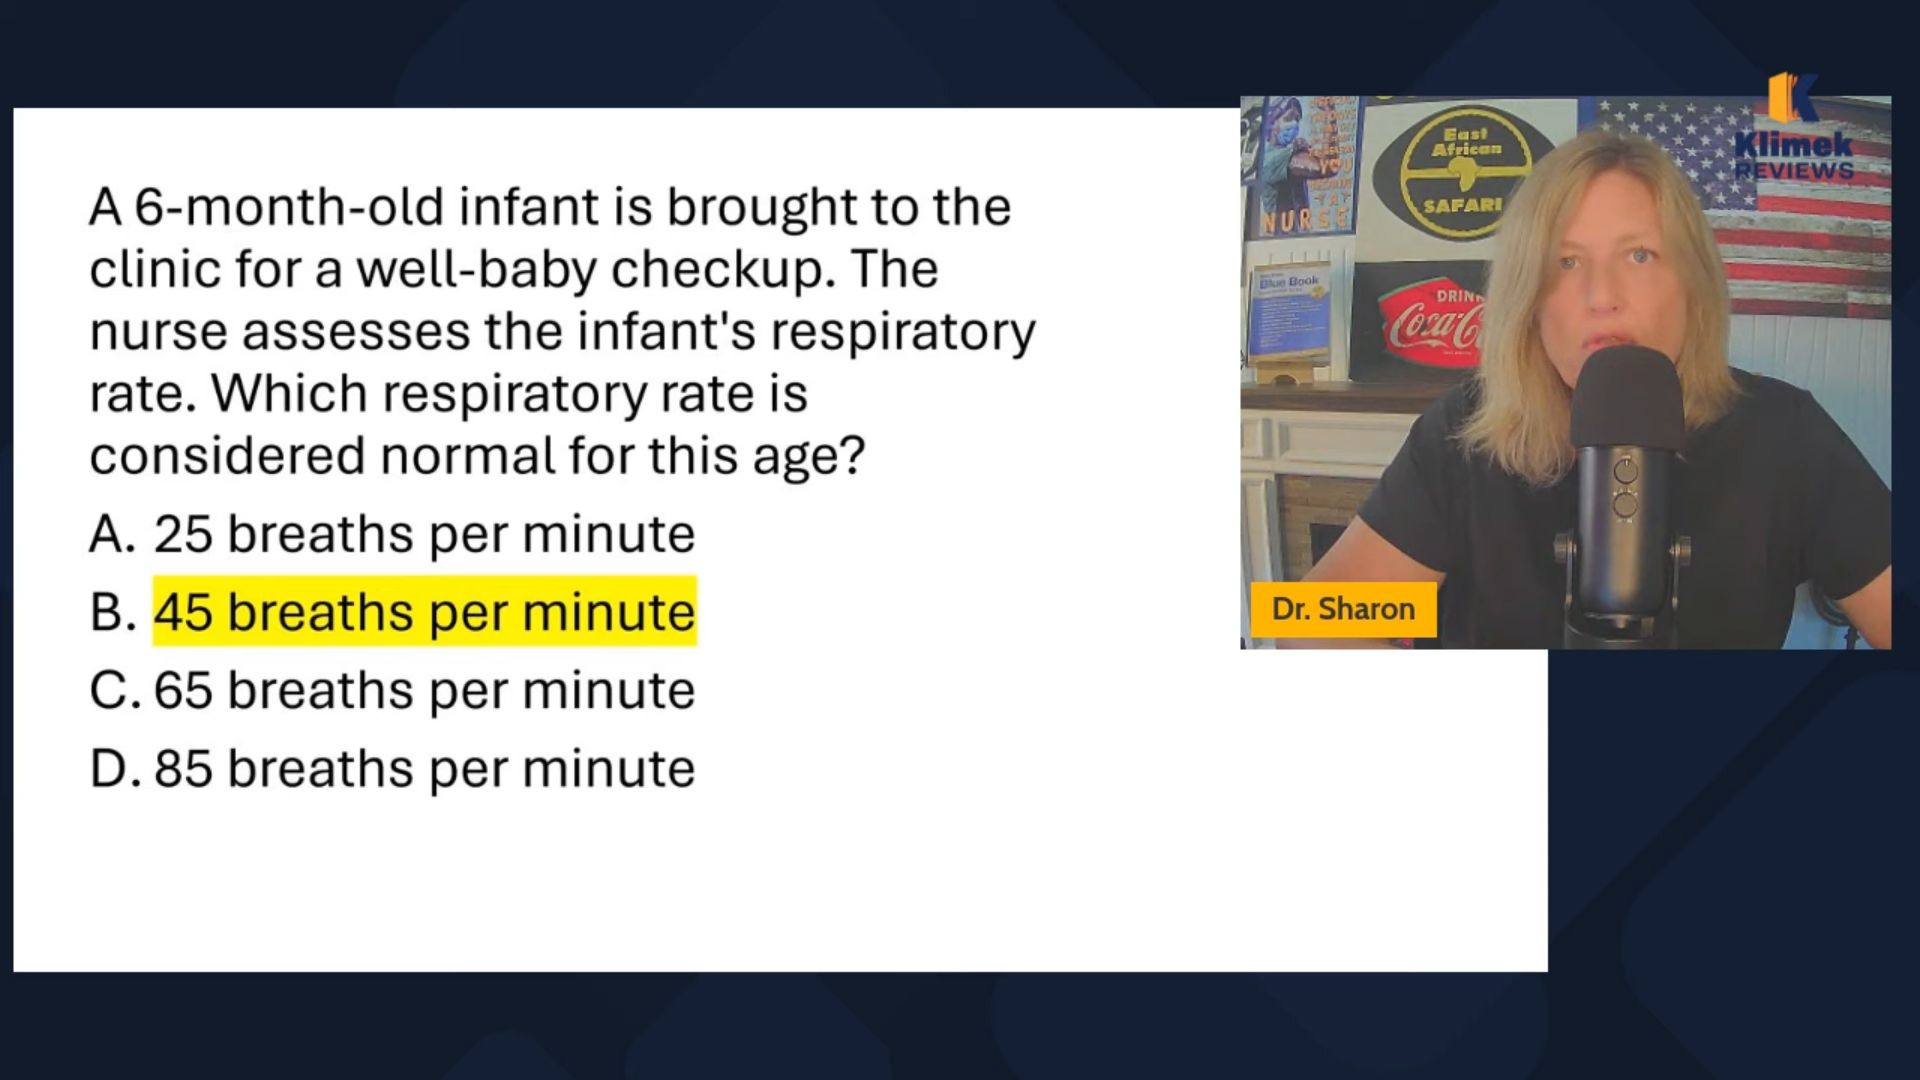 A 6-month-old infant is brought to the
clinic for a well-baby checkup. The
nurse assesses the infant's respiratory
rate. Which respiratory rate is
considered normal for this age?
A. 25 breaths per minute
B. 45 breaths per minute
C. 65 breaths per minute
D. 85 breaths per minute
Klimek
REVIEWS
East
African
SAFARI
YOU
NURSE
Blue Book
DRINK
Coca-C
Dr. Sharon